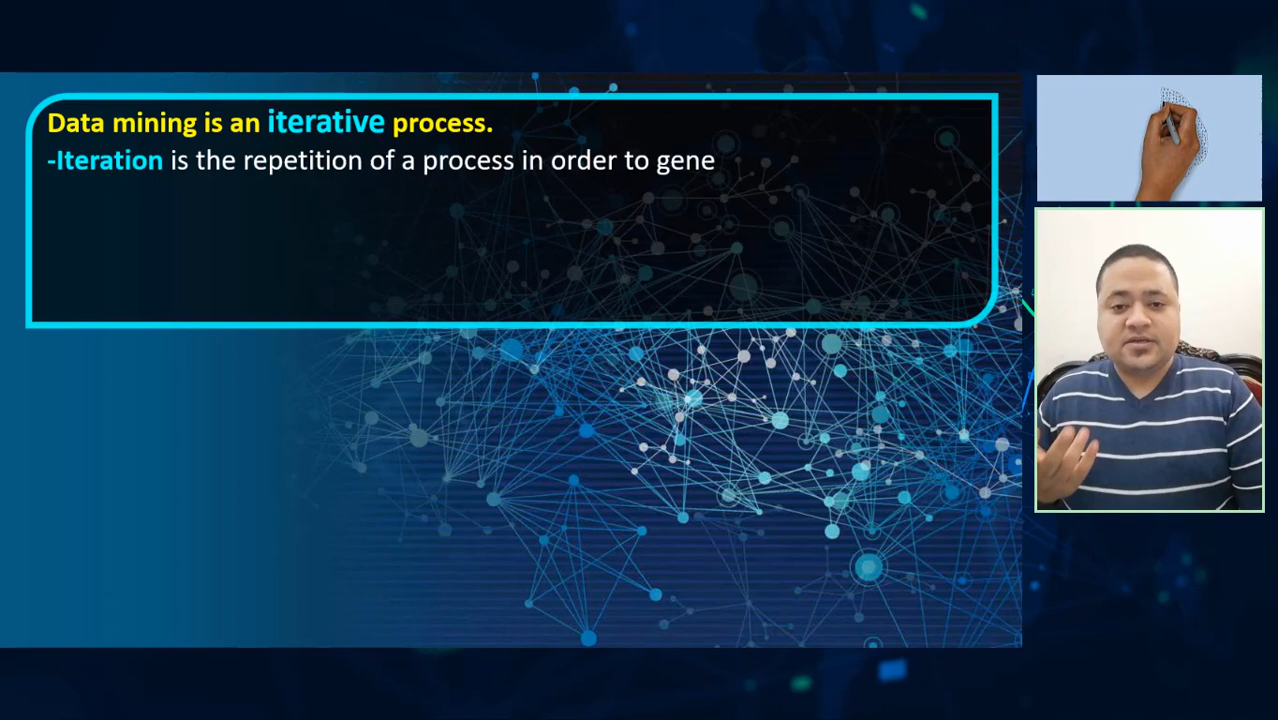 Data mining is an iterative process.
-Iteration is the repetition of a process in order to gene